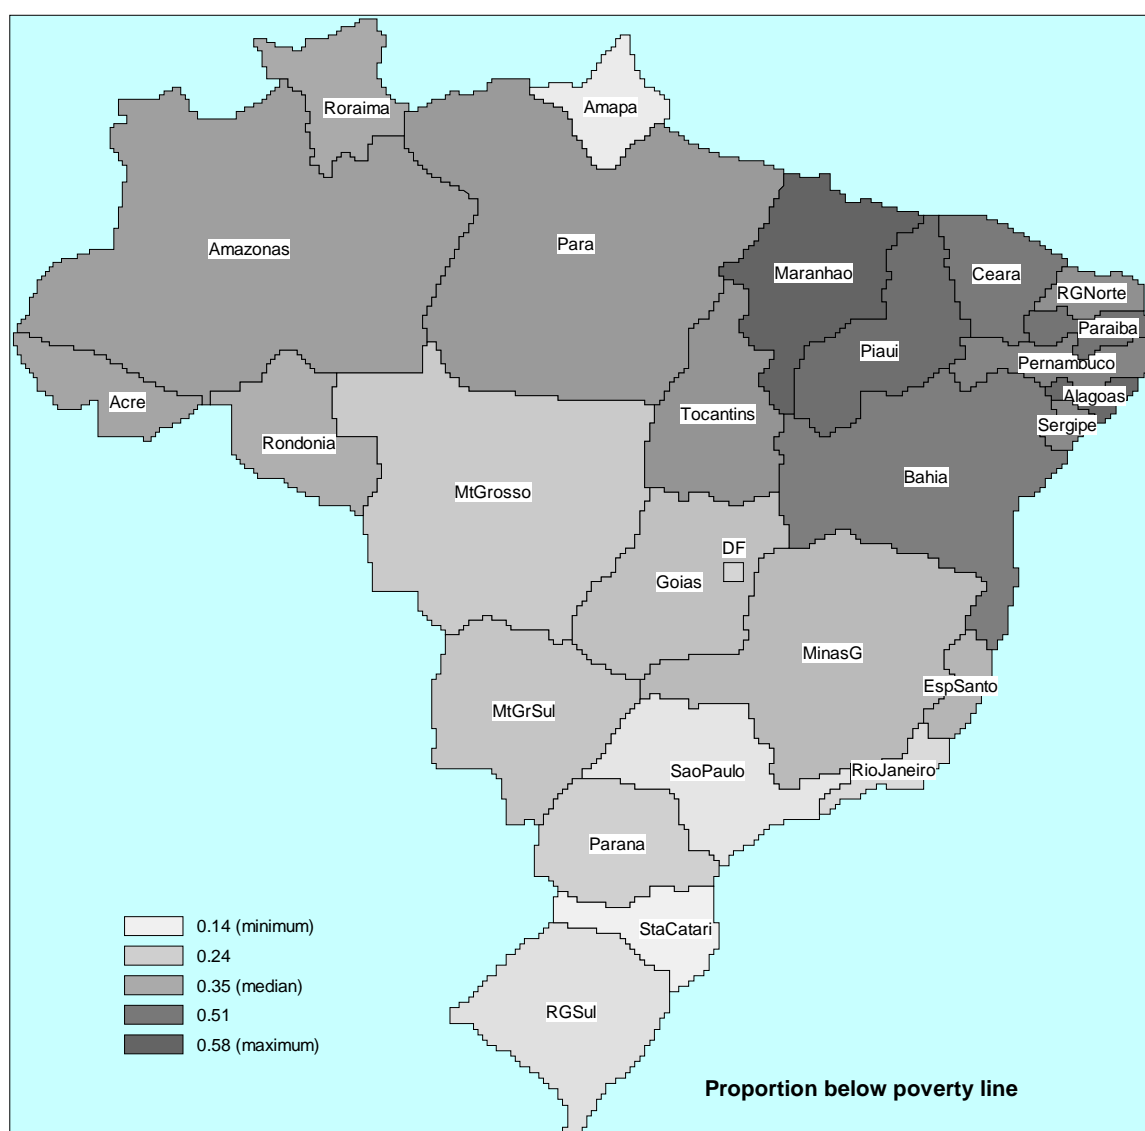 Amapa
Roraima
Amazonas
Para
Maranhao
Ceara
RGNorte
Paraiba
Piaui
Pernambuco
Acre
Alagoas
Tocantins
Sergipe
Rondonia
Bahia
MtGrosso
DF
Goias
MinasG
EspSanto
MtGrSul
SaoPaulo
RioJaneiro
Parana
0.14 (minimum)
StaCatari
0.24
0.35 (median)
RGSul
0.51
0.58 (maximum)
Proportion below poverty line